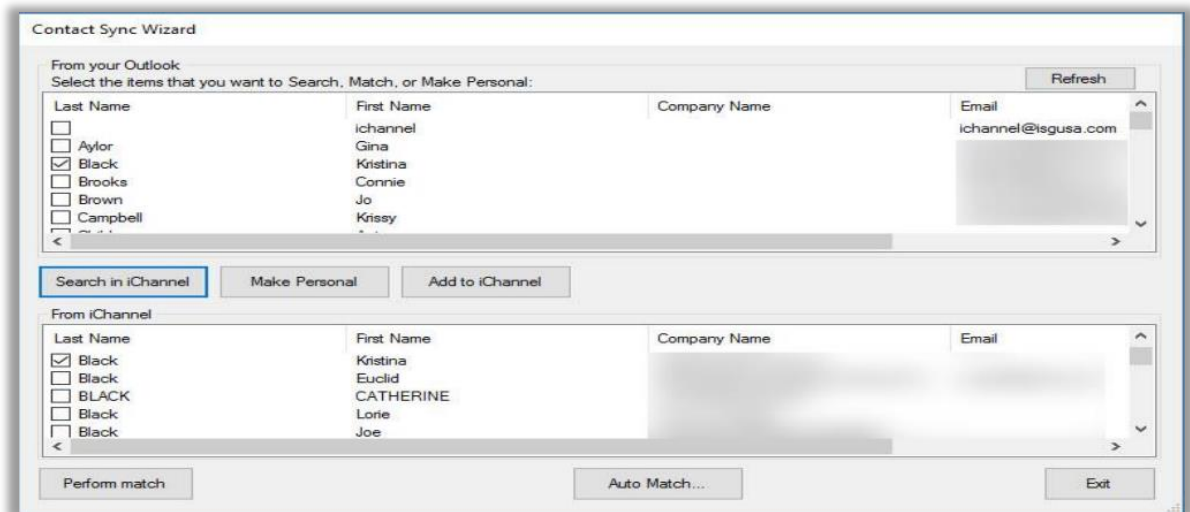 Contact Sync Wizard
From your Outlook
Select the items that you want to Search, Match, or Make Personal:
Refresh
Last Name First Name Company Name Email
ichannel ichannel@isgusa.com
Aylor Gina
Black Kristina
Brooks Connie
Brown Jo
Campbell Krissy
Search in iChannel Make Personal Add to iChannel
From iChannel
Last Name First Name Company Name Email
Black Kristina
Black Euclid
BLACK CATHERINE
Black Lorie
Black Joe
Perform match Auto Match... Exit